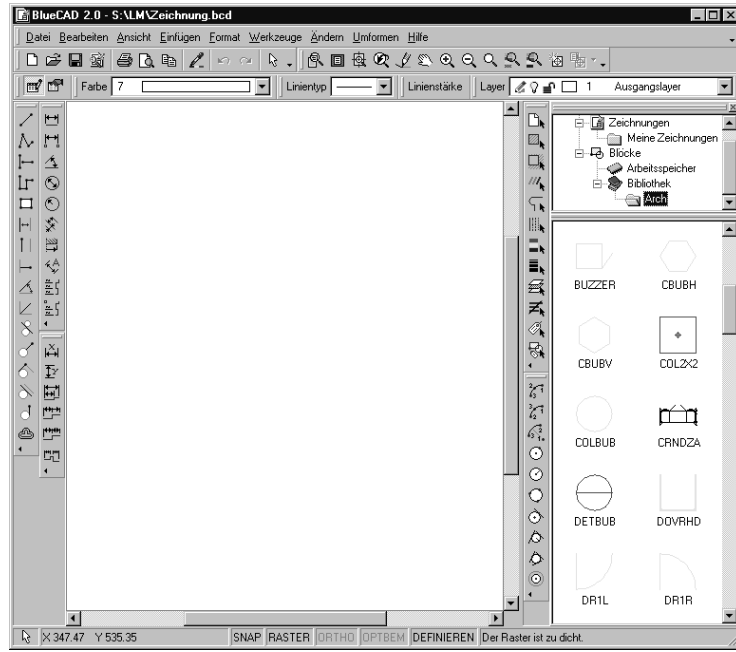 BlueCAD 2.0 - S:\LM\Zeichnung.bcd
Datei Bearbeiten Ansicht Einfügen Format Werkzeuge Ändern Umformen Hilfe
Farbe 7 Linientyp Linienstärke Layer 1 Ausgangslayer
Zeichnungen
Meine Zeichnungen
Blöcke
Arbeitsspeicher
Bibliothek
Arch
BUZZER CBUBH
CBUBV COL2X2
COLBUB CRNDZA
DETBUB DOVRHD
DR1L DR1R
X 347.47 Y 535.35 SNAP RASTER ORTHO OPTBEM DEFINIEREN Der Raster ist zu dicht.